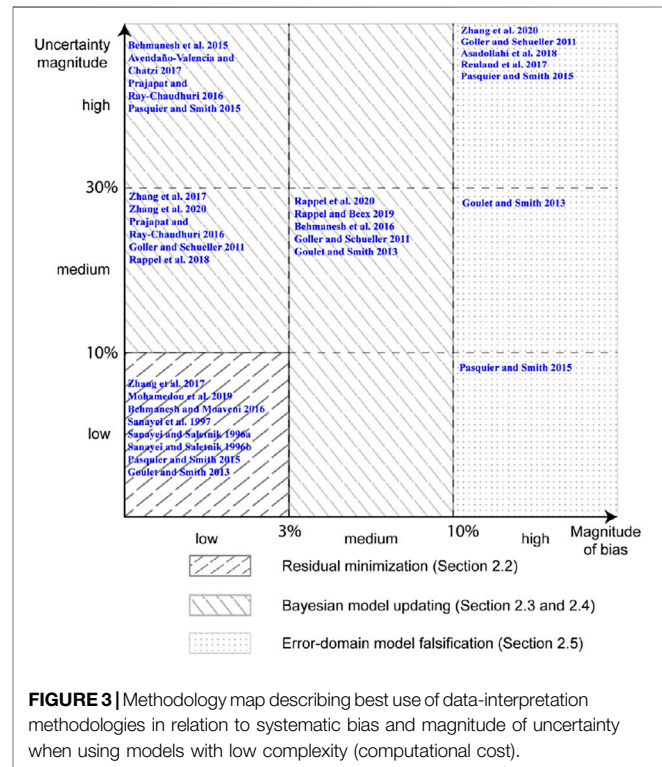 Uncertainty
magnitude
high
30%
medium
10%
low
Behmanesh et al. 2015
Avendaño-Valencia and
Chatzi 2017
Prajapat and
Ray-Chaudhuri 2016
Pasquier and Smith 2015
Zhang et al. 2020
Goller and Schueller 2011
Asadollahi et al. 2018
Reuland et al. 2017
Pasquier and Smith 2015
Zhang et al. 2017
Zhang et al. 2020
Prajapat and
Ray-Chaudhuri 2016
Goller and Schueller 2011
Rappel et al. 2018
Rappel et al. 2020
Rappel and Beex 2019
Behmanesh et al. 2016
Goller and Schueller 2011
Goulet and Smith 2013
Goulet and Smith 2013
Zhang et al. 2017
Mohamedou et al. 2019
Behmanesh and Moaveni 2016
Sanayei et al. 1997
Sanayei and Saletnik 1996a
Sanayei and Saletnik 1996b
Pasquier and Smith 2015
Goulet and Smith 2013
Pasquier and Smith 2015
low
3%
medium
10%
high
Magnitude
of bias
Residual minimization (Section 2.2)
Bayesian model updating (Section 2.3 and 2.4)
Error-domain model falsification (Section 2.5)
FIGURE 3 | Methodology map describing best use of data-interpretation
methodologies in relation to systematic bias and magnitude of uncertainty
when using models with low complexity (computational cost).